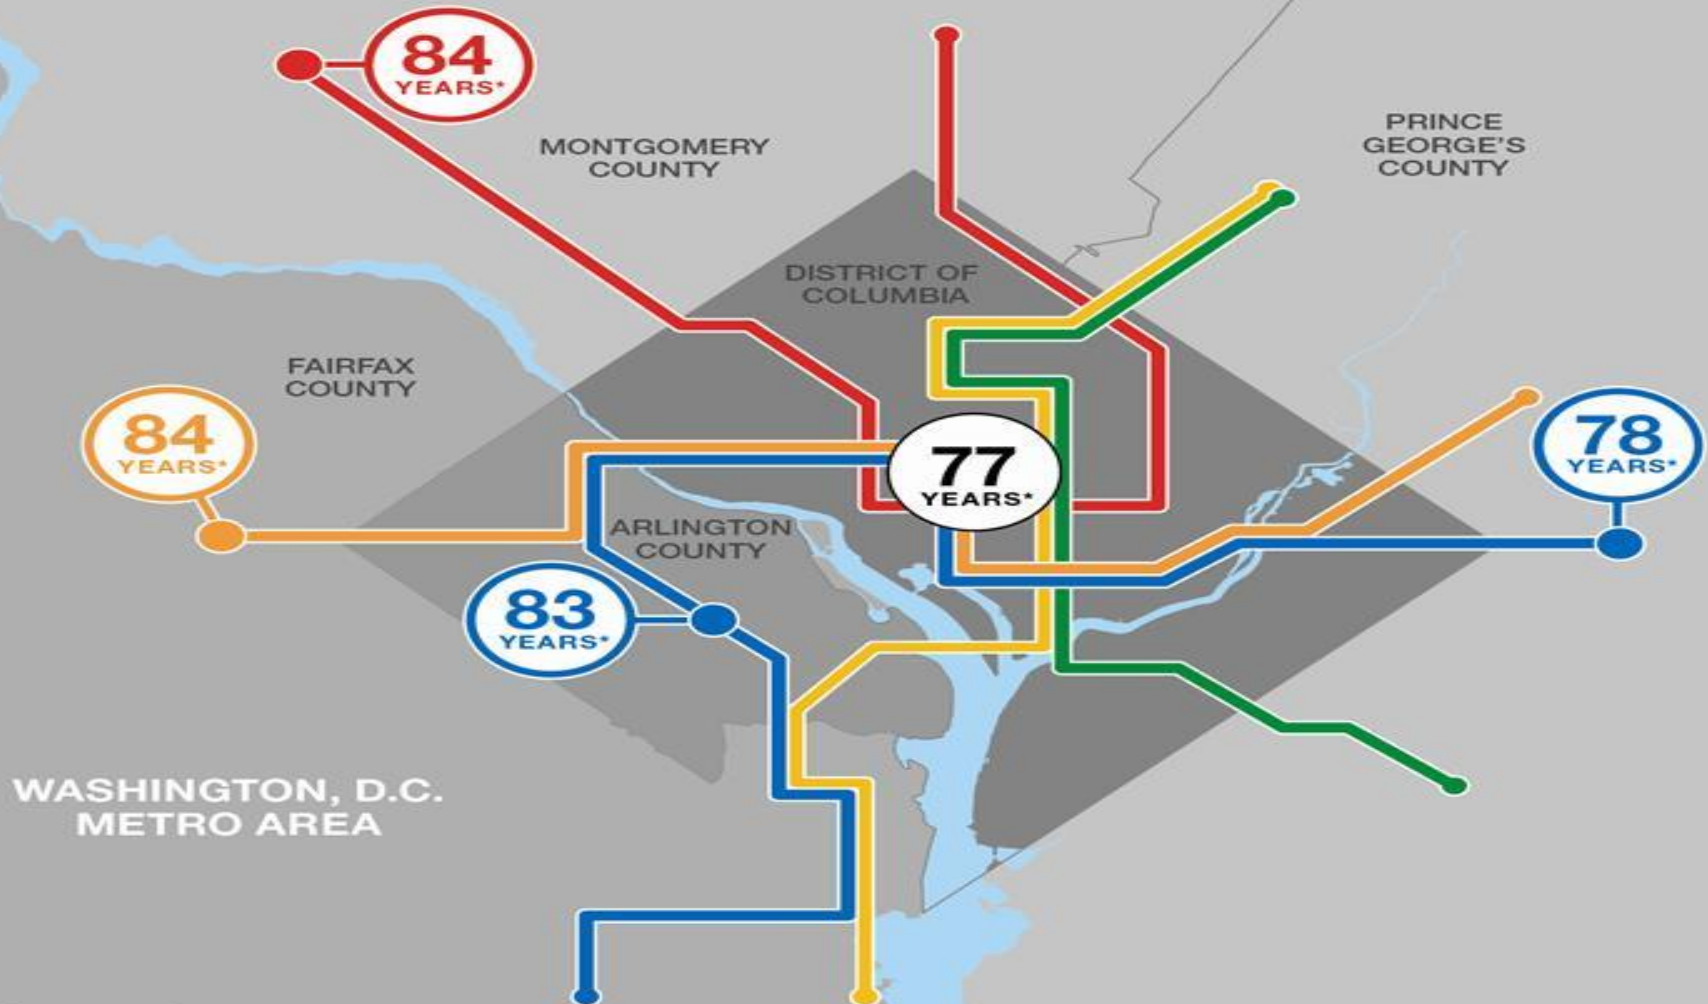 84
YEARS*
MONTGOMERY
COUNTY
PRINCE
GEORGE'S
COUNTY
DISTRICT OF
COLUMBIA
FAIRFAX
COUNTY
84
YEARS*
77
YEARS*
78
YEARS*
ARLINGTON
COUNTY
83
YEARS*
WASHINGTON, D.C.
METRO AREA